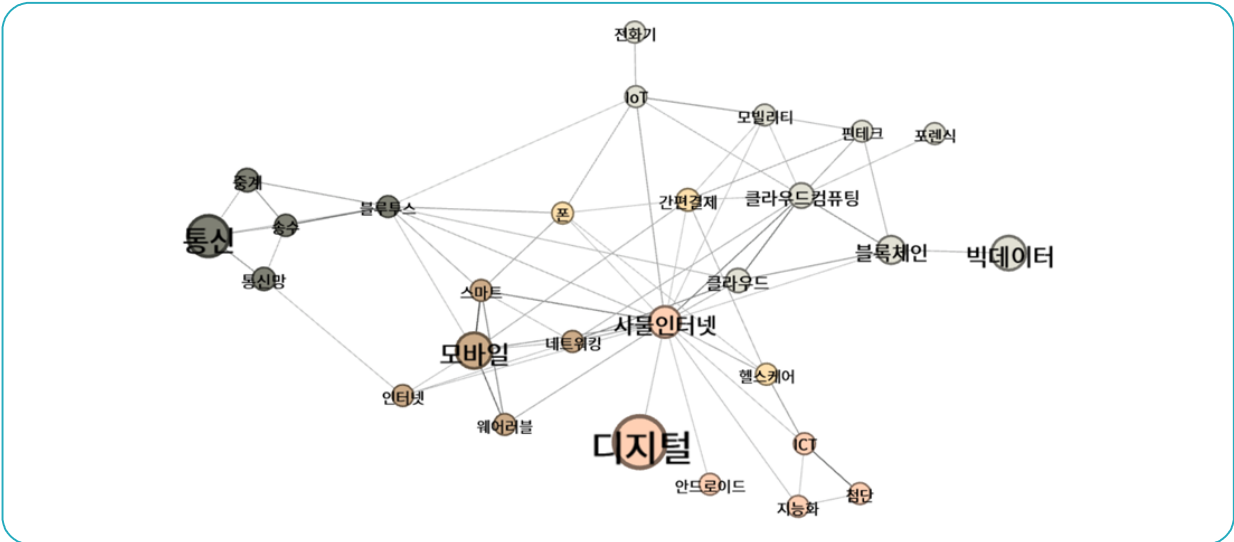 전화기
IoT
모빌리티
핀테크
포렌식
중계
간편결제
클라우드컴퓨팅
블루투스
폰
송수
통신
블록체인
빅데이터
통신망
클라우드
스마트
사물인터넷
네트워킹
모바일
헬스케어
인터넷
웨어러블
디지털
ICT
안드로이드
첨단
지능화